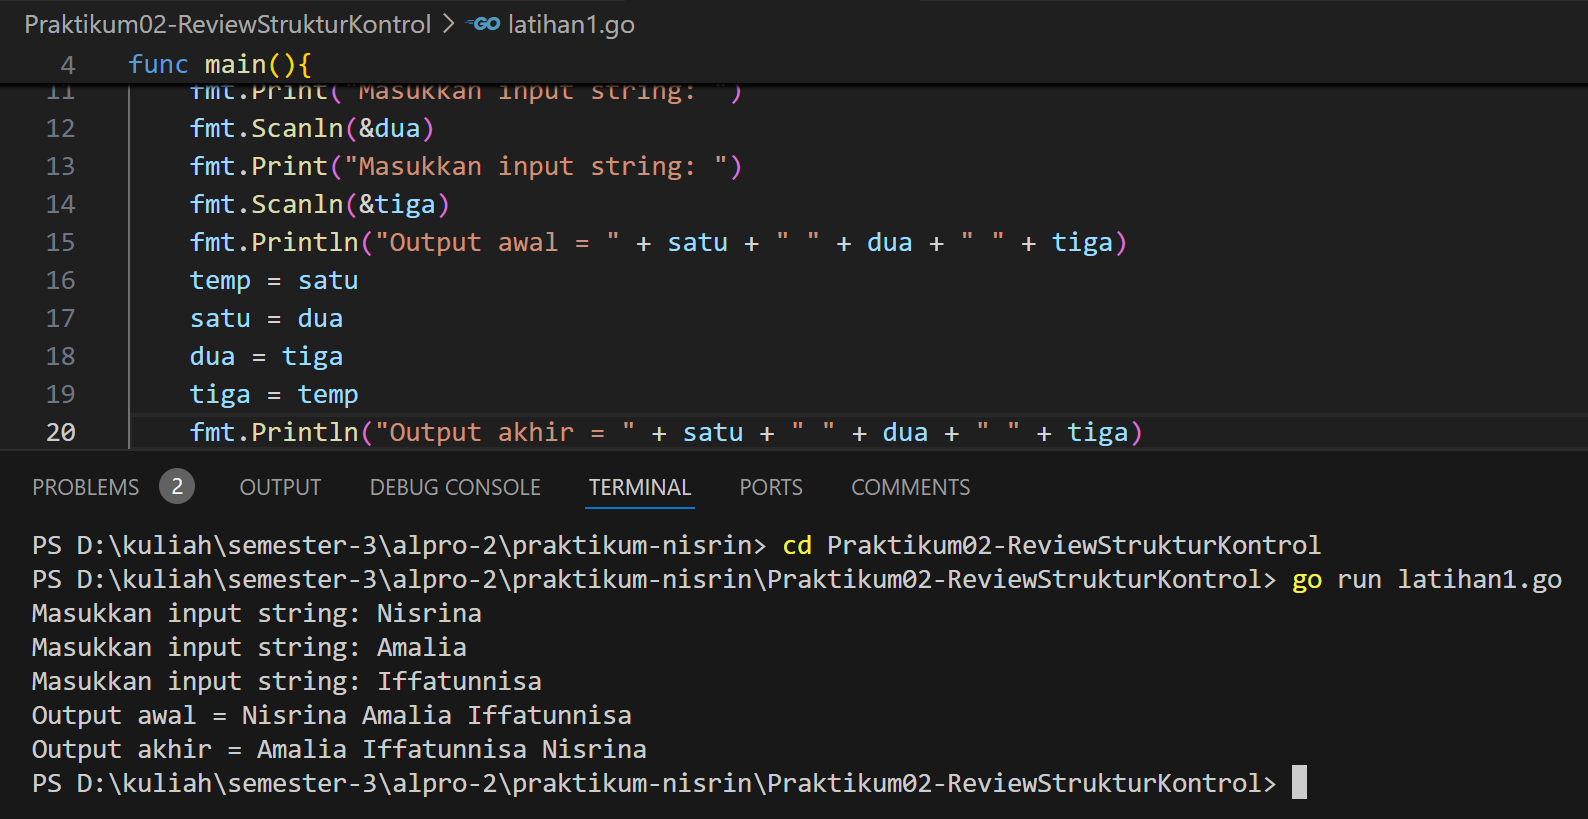 Praktikum02-ReviewStrukturKontrol > GO latihan1.go
4 func main(){
11 fmt.Print("Masukkan input string: ")
12 fmt.Scanln(&dua)
13 fmt.Print("Masukkan input string: ")
14 fmt.Scanln(&tiga)
15 fmt.Println("Output awal = " + satu + " " + dua + " " + tiga)
16 temp = satu
17 satu = dua
18 dua = tiga
19 tiga = temp
20 fmt.Println("Output akhir = " + satu + " " + dua + " " + tiga)
PROBLEMS 2 OUTPUT DEBUG CONSOLE TERMINAL PORTS COMMENTS
PS D:\kuliah\semester-3\alpro-2\praktikum-nisrin> cd Praktikum02-ReviewStrukturKontrol
PS D:\kuliah\semester-3\alpro-2\praktikum-nisrin\Praktikum02-ReviewStrukturKontrol> go run latihan1.go
Masukkan input string: Nisrina
Masukkan input string: Amalia
Masukkan input string: Iffatunnisa
Output awal = Nisrina Amalia Iffatunnisa
Output akhir = Amalia Iffatunnisa Nisrina
PS D:\kuliah\semester-3\alpro-2\praktikum-nisrin\Praktikum02-ReviewStrukturKontrol>